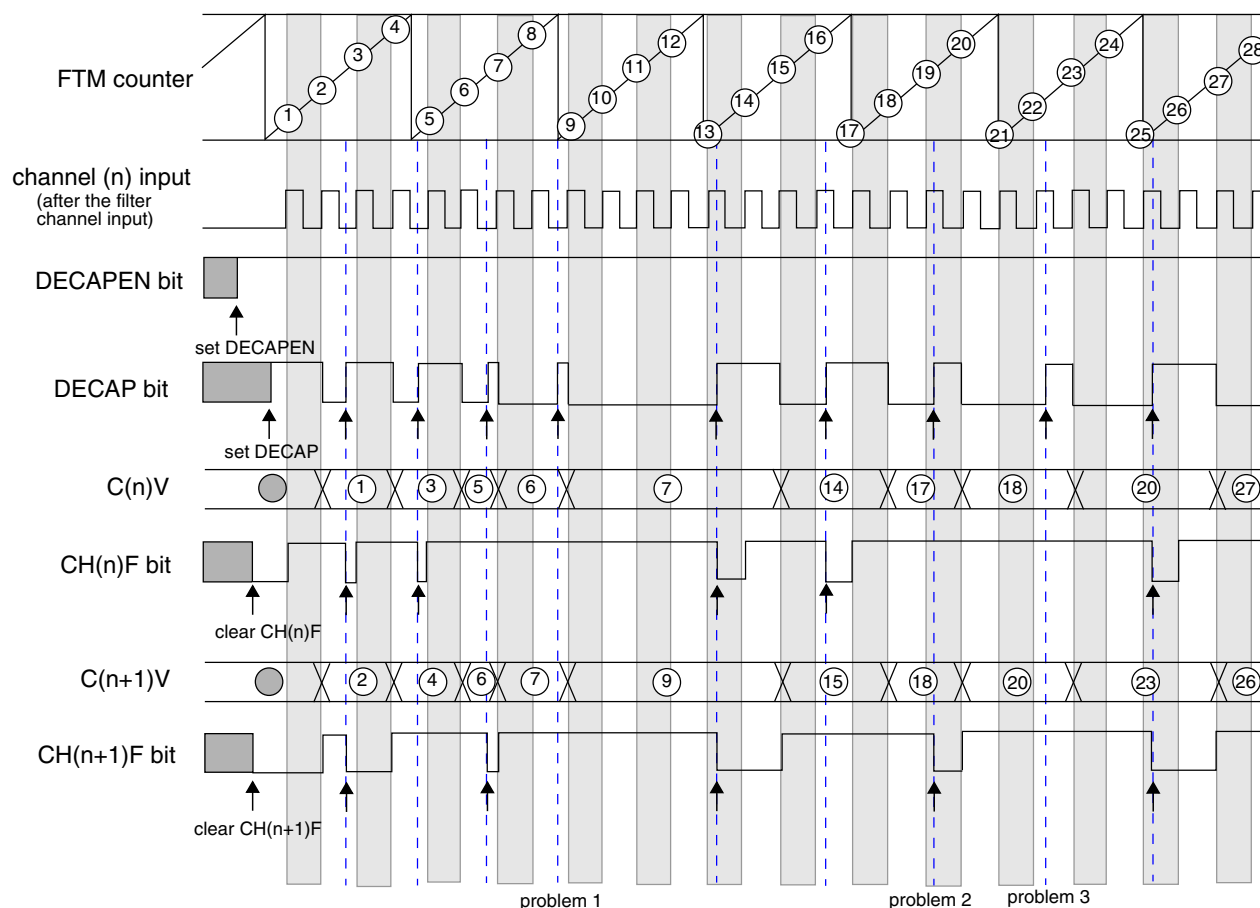 4 8 12 16 20 24 28
3 7 11 15 19 23 27
FTM counter
2 6 10 14 18 22 26
1 5 9 13 17 21 25
channel (n) input
(after the filter
channel input)
DECAPEN bit
set DECAPEN
DECAP bit
set DECAP
C(n)V 1 3 5 6 7 14 17 18 20 27
CH(n)F bit
clear CH(n)F
C(n+1)V 2 4 6 7 9 15 18 20 23 26
CH(n+1)F bit
clear CH(n+1)F
problem 1 problem 2 problem 3